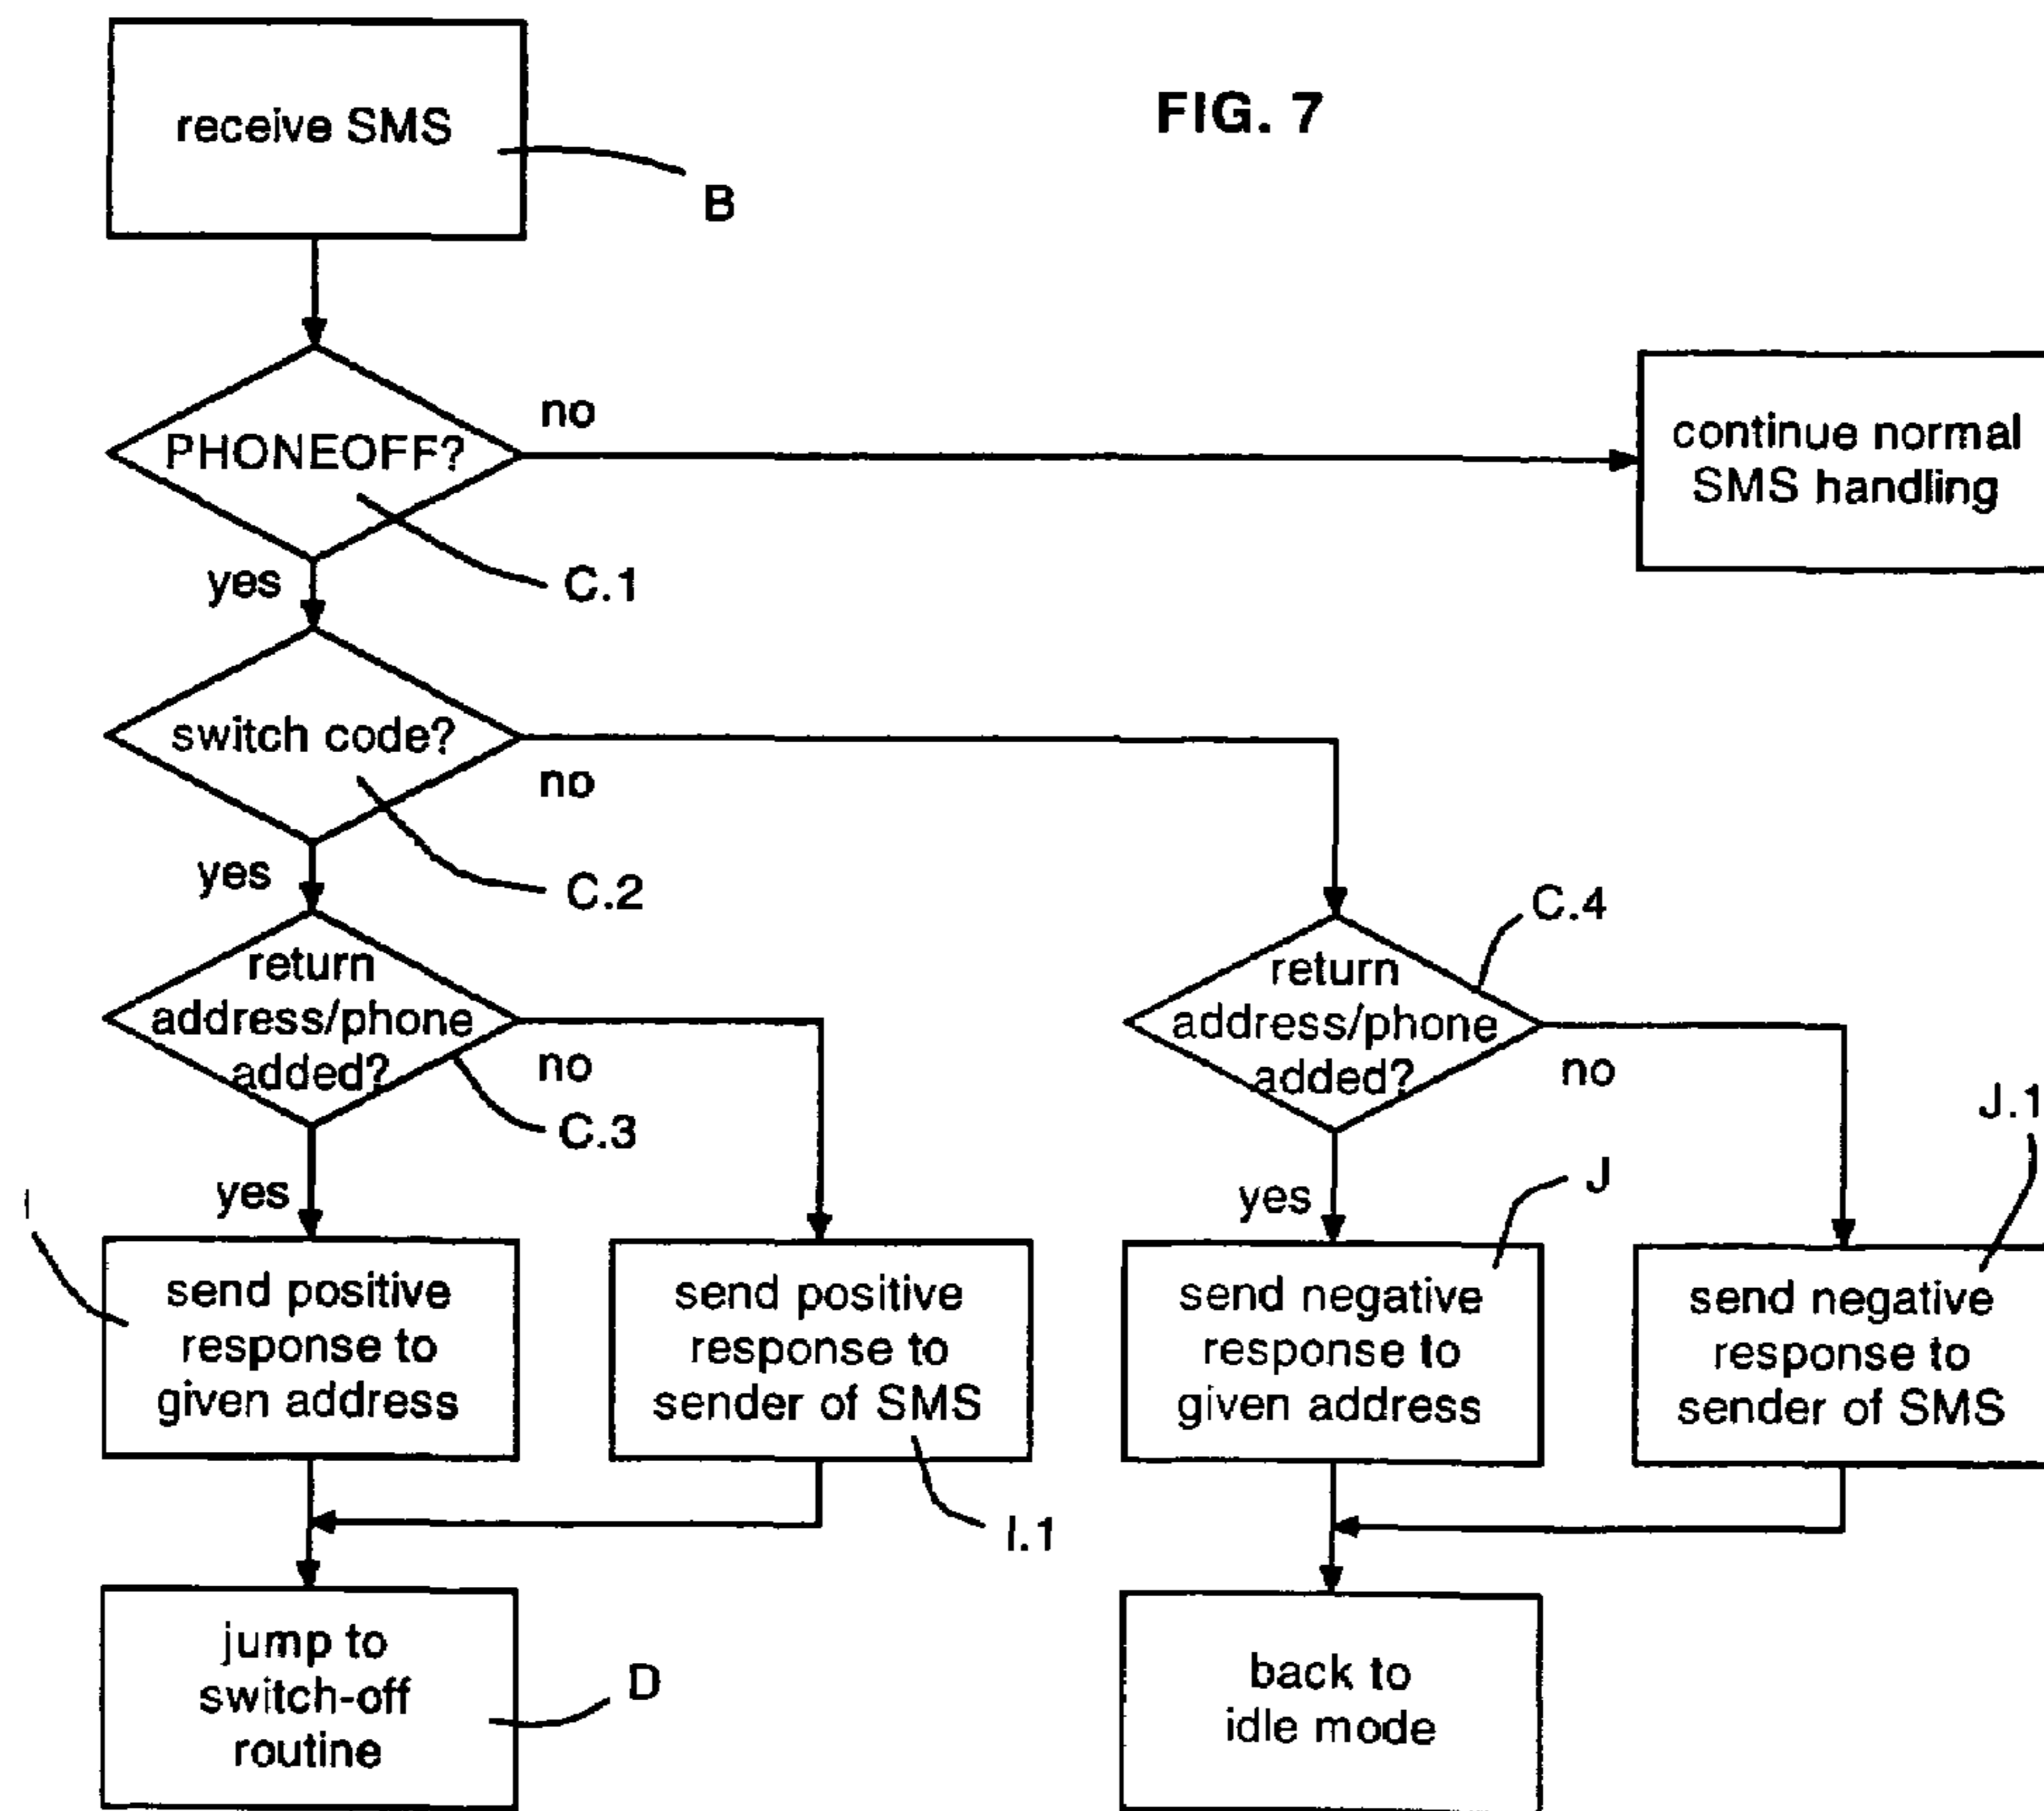 FIG. 7
receive SMS
B
PHONEOFF?
no
continue normal
SMS handling
yes
C.1
switch code?
no
yes
C.2
return
address/phone
added?
no
C.3
C.4
return
address/phone
added?
no
yes
I
yes
J
J.1
send positive
response to
given address
send positive
response to
sender of SMS
I.1
send negative
response to
given address
send negative
response to
sender of SMS
jump to
switch-off
routine
D
back to
idle mode